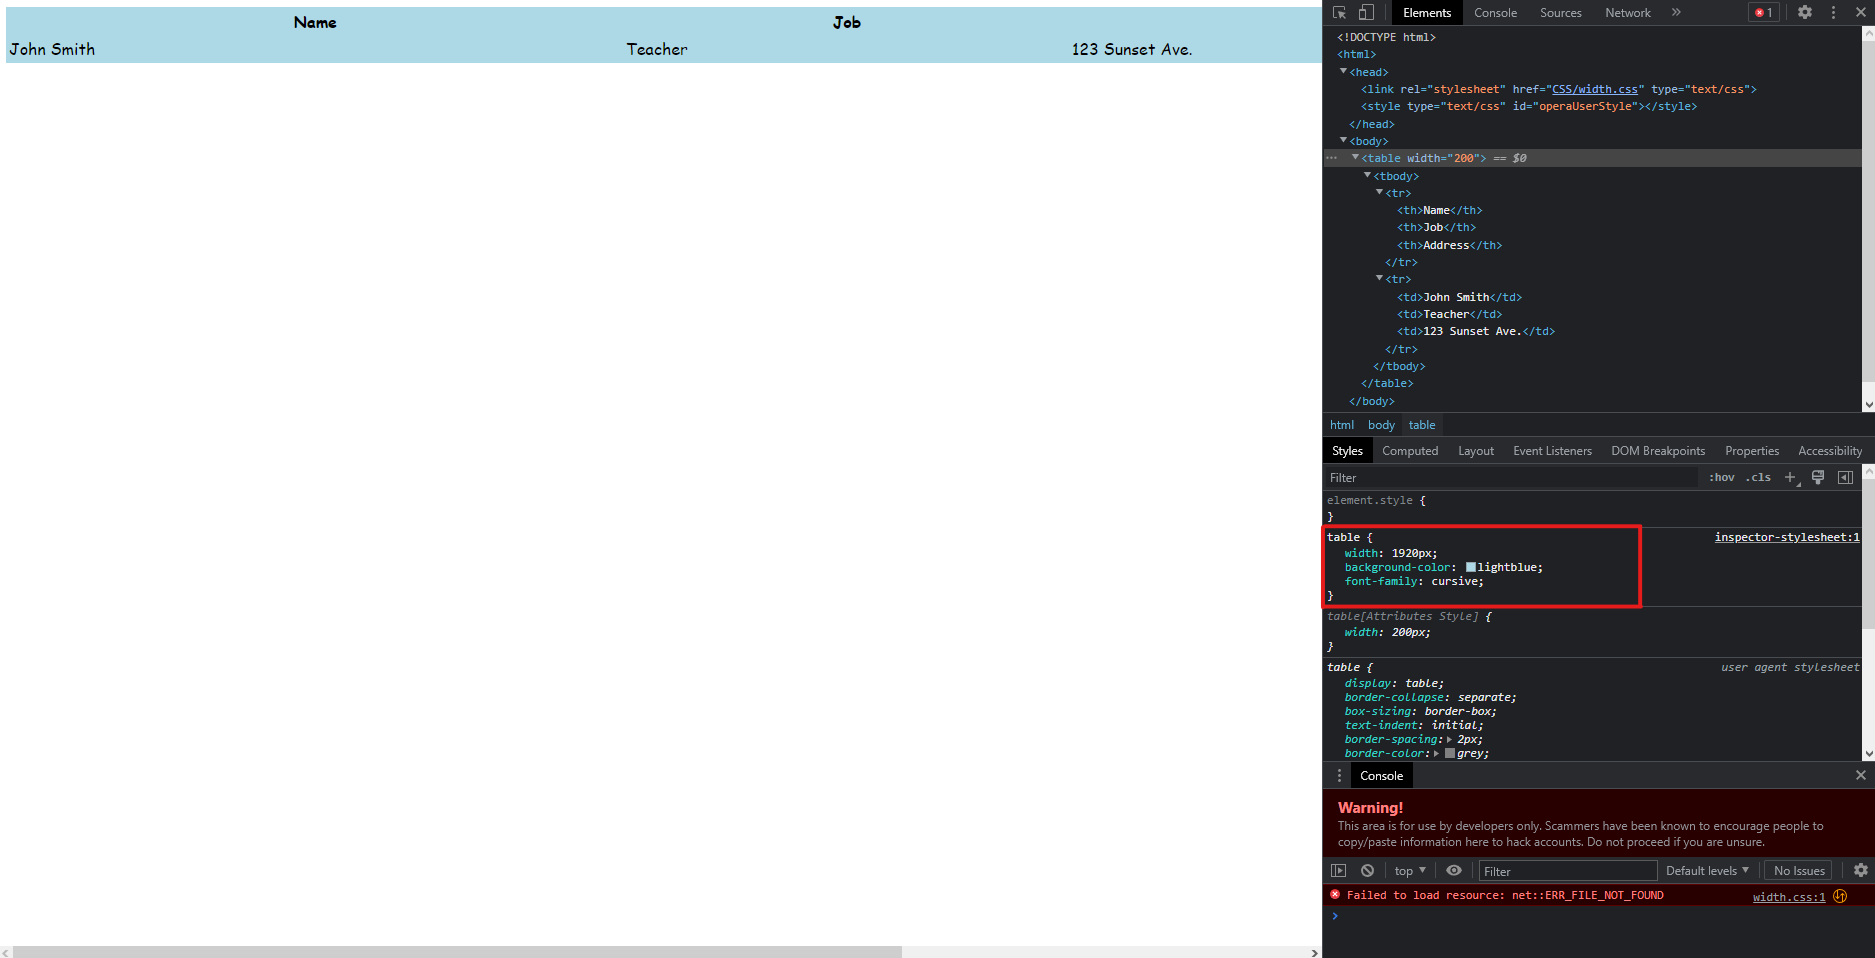 Name Job
John Smith Teacher 123 Sunset Ave.
Elements Console Sources Network » 1
<!DOCTYPE html>
<html>
<head>
<link rel="stylesheet" href="CSS/width.css" type="text/css">
<style type="text/css" id="operaUserStyle"></style>
</head>
<body>
<table width="200"> == $0
<tbody>
<tr>
<th>Name</th>
<th>Job</th>
<th>Address</th>
</tr>
<tr>
<td>John Smith</td>
<td>Teacher</td>
<td>123 Sunset Ave.</td>
</tr>
</tbody>
</table>
</body>
html body table
Styles Computed Layout Event Listeners DOM Breakpoints Properties Accessibility
Filter :hov .cls +
element.style {
}
table { inspector-stylesheet:1
width: 1920px;
background-color: lightblue;
font-family: cursive;
}
table[Attributes Style] {
width: 200px;
}
table { user agent stylesheet
display: table;
border-collapse: separate;
box-sizing: border-box;
text-indent: initial;
border-spacing: 2px;
border-color: grey;
Console
Warning!
This area is for use by developers only. Scammers have been known to encourage people to
copy/paste information here to hack accounts. Do not proceed if you are unsure.
top Filter Default levels No Issues
Failed to load resource: net::ERR_FILE_NOT_FOUND width.css:1